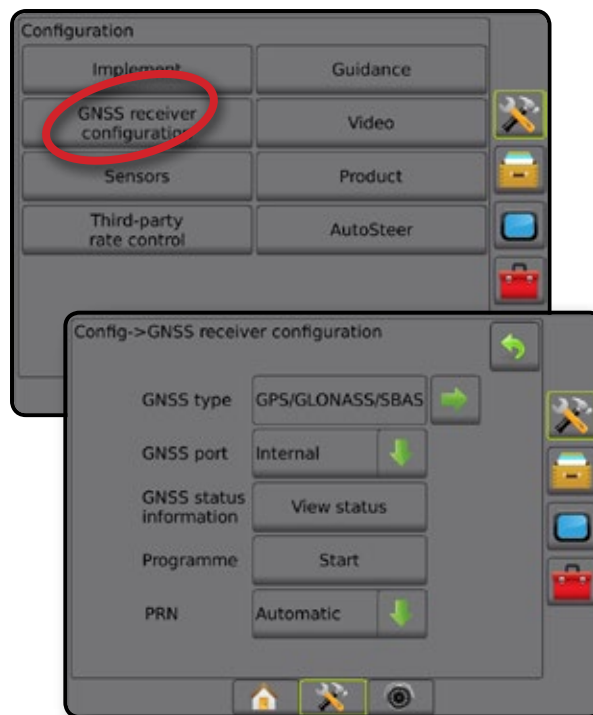 Configuration
Implement
Guidance
GNSS receiver
configuration
Video
Sensors
Product
Third-party
rate control
AutoSteer
Config->GNSS receiver configuration
GNSS type
GPS/GLONASS/SBAS
GNSS port
Internal
GNSS status
information
View status
Programme
Start
PRN
Automatic